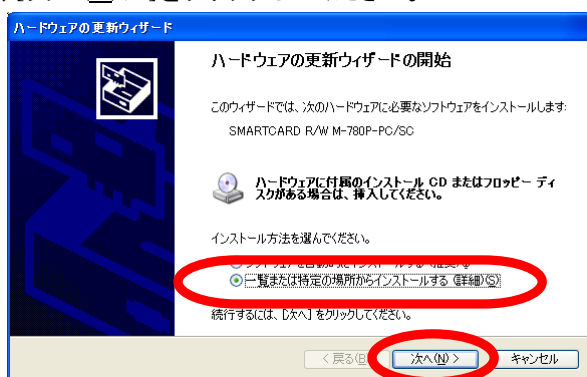 ハードウェアの更新ウィザード
ハードウェアの更新ウィザードの開始
このウィザードでは、次のハードウェアに必要なソフトウェアをインストールします:
SMARTCARD R/W M-780P-PC/SC
ハードウェアに付属のインストール CD またはフロッピー ディ
スクがある場合は、挿入してください。
インストール方法を選んでください。
一覧または特定の場所からインストールする (詳細)(S)
続行するには、[次へ] をクリックしてください。
< 戻る(B) 次へ(N) > キャンセル